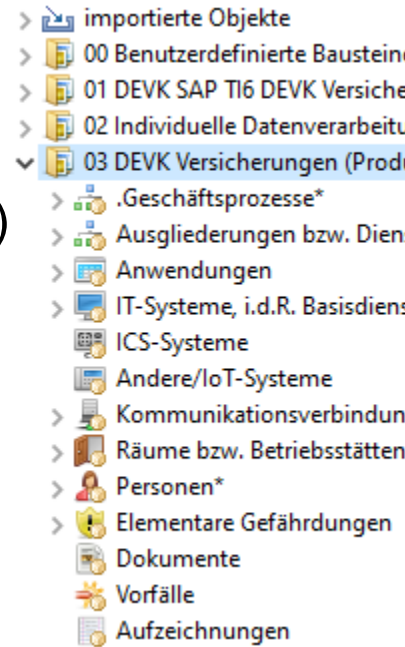 importierte Objekte
00 Benutzerdefinierte Bausteine
01 DEVK SAP TI6 DEVK Versiche
02 Individuelle Datenverarbeitu
03 DEVK Versicherungen (Produ
.Geschäftsprozesse*
)
Ausgliederungen bzw. Diens
Anwendungen
IT-Systeme, i.d.R. Basisdiens
ICS-Systeme
Andere/IoT-Systeme
Kommunikationsverbindun
Räume bzw. Betriebsstätten
Personen*
Elementare Gefährdungen
Dokumente
Vorfälle
Aufzeichnungen